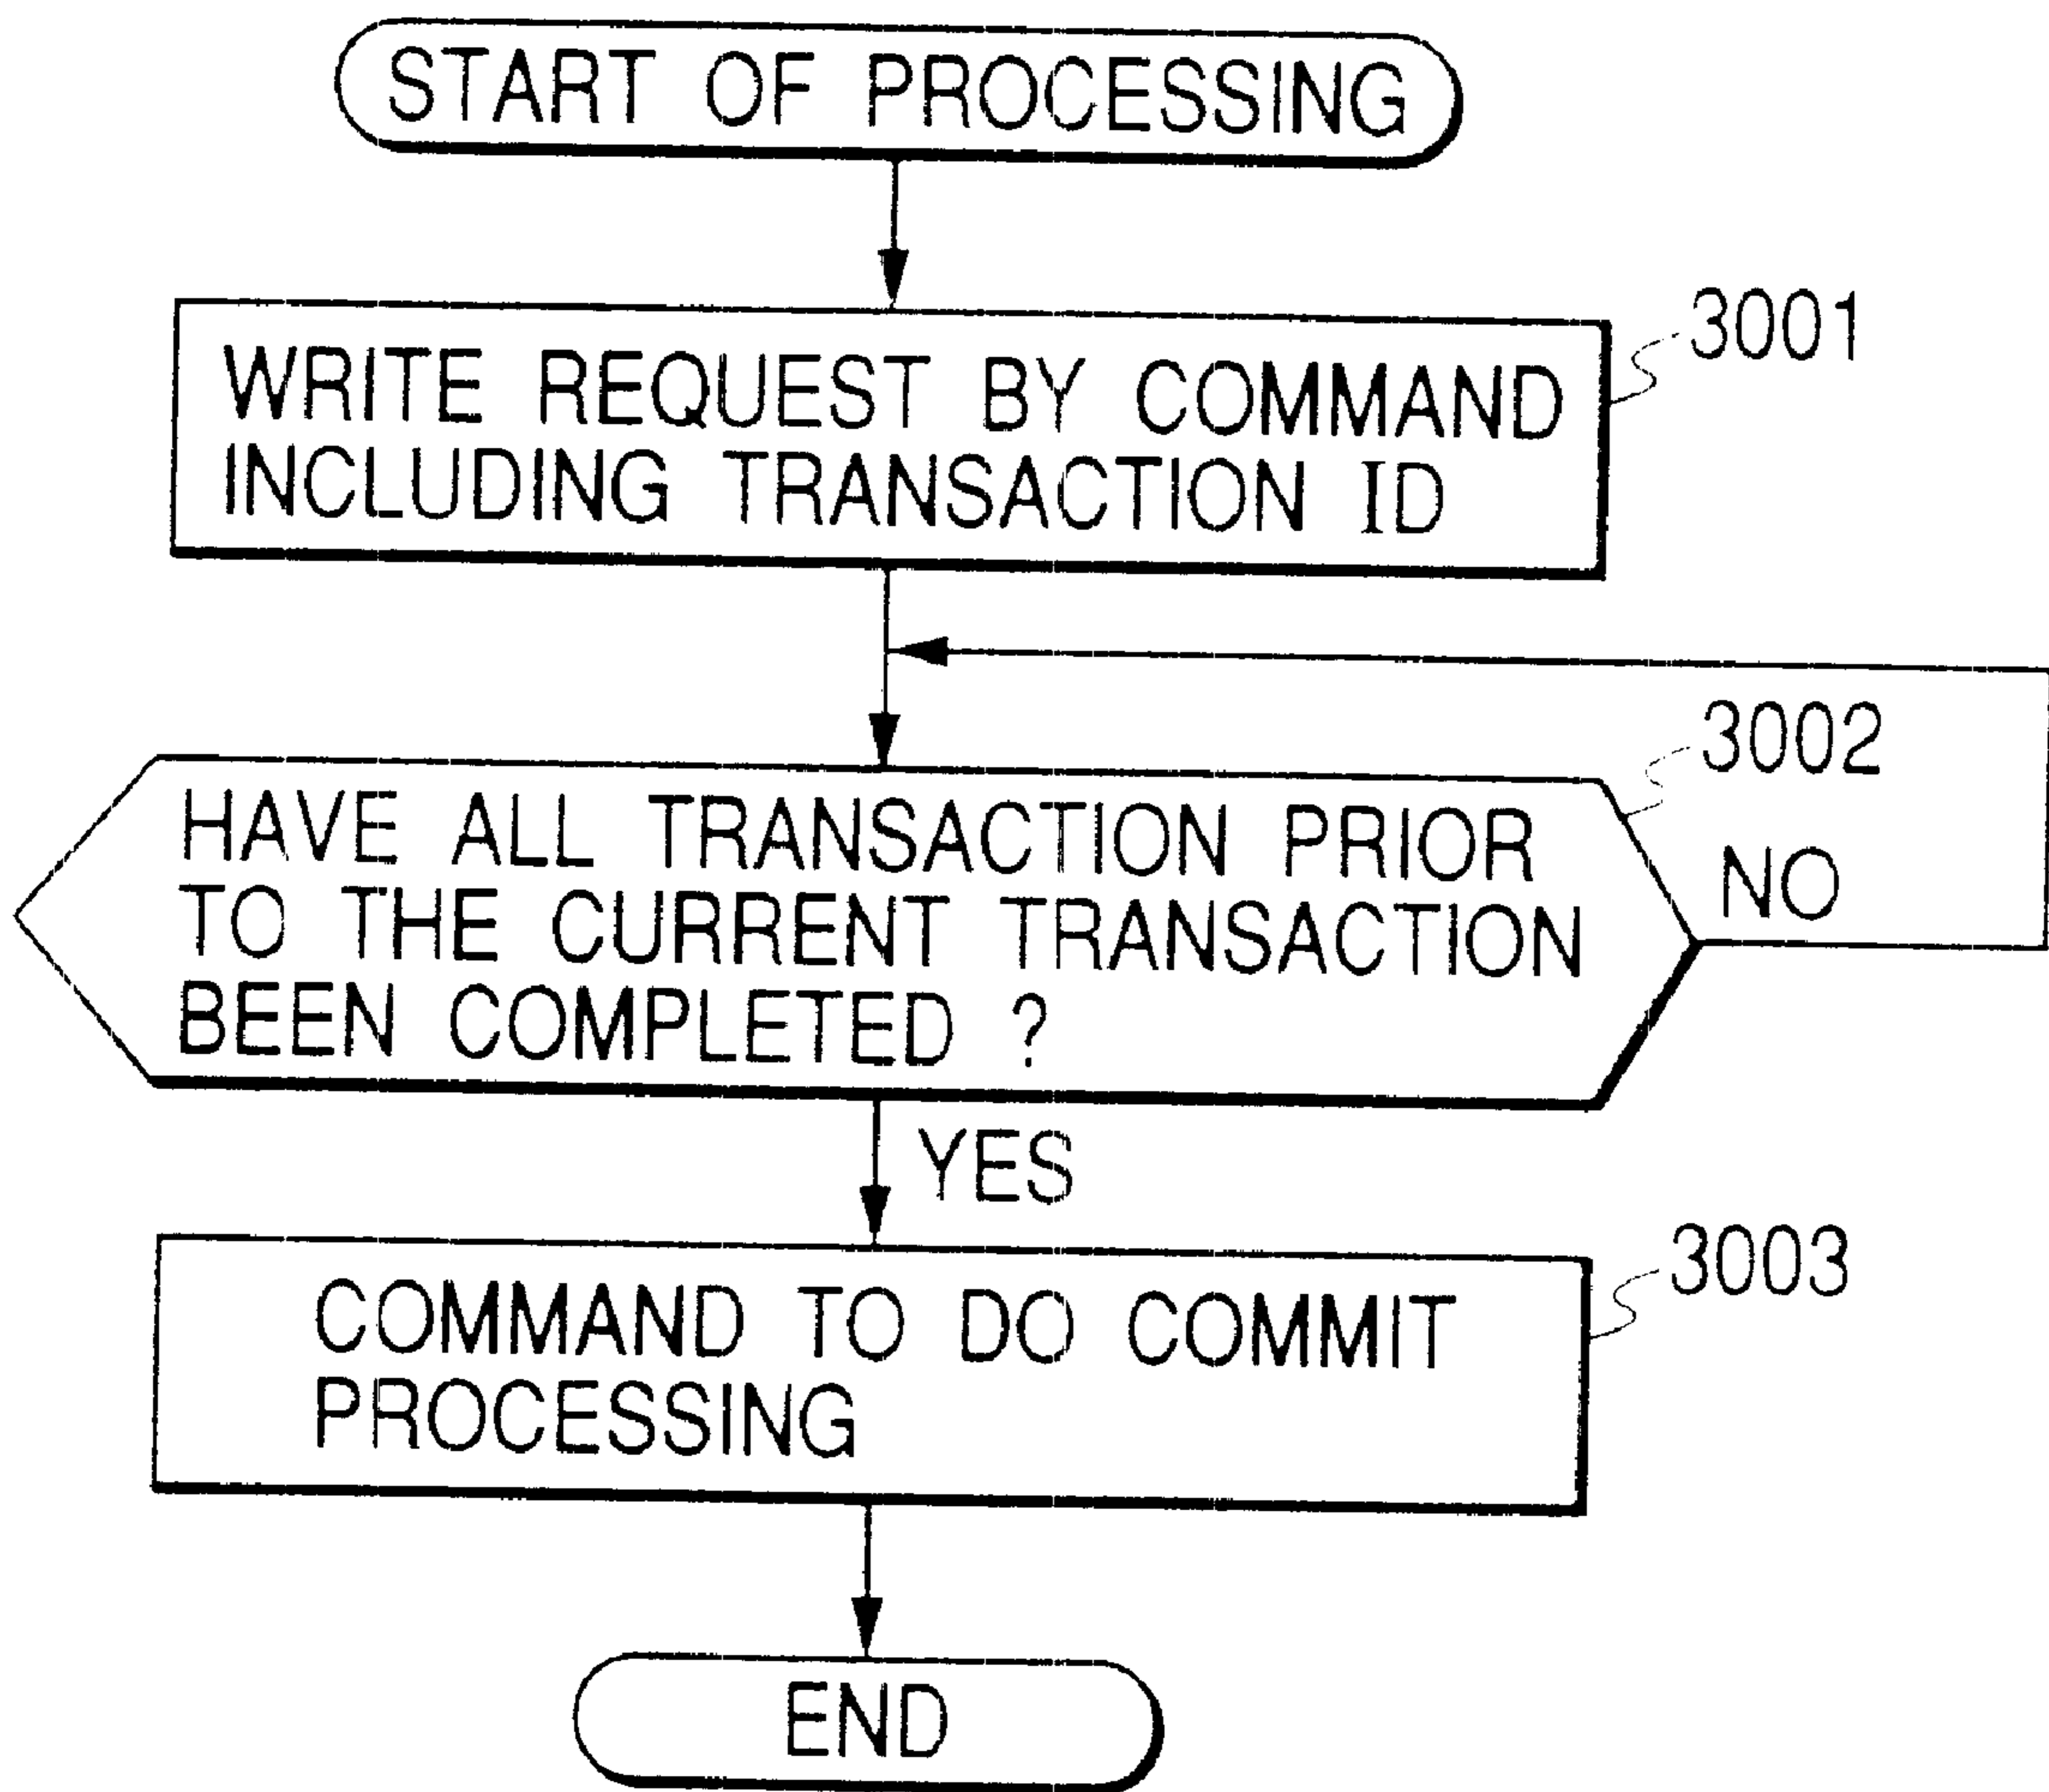 START OF PROCESSING
3001
WRITE REQUEST BY COMMAND
INCLUDING TRANSACTION ID
3002
HAVE ALL TRANSACTION PRIOR
TO THE CURRENT TRANSACTION
BEEN COMPLETED ?
NO
YES
3003
COMMAND TO DO COMMIT
PROCESSING
END